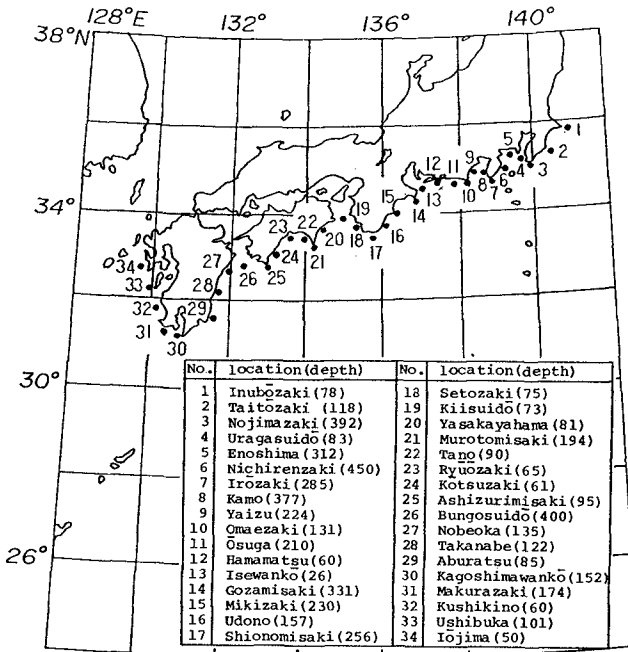 128°E 132° 136° 140°
38°N
34°
30°
26°
1
2
3
4
5
6
7
8
9
10
11
12
13
14
15
16
17
18
19
20
21
22
23
24
25
26
27
28
29
30
31
32
33
34
No. location(depth) No. location(depth)
1 Inubōzaki(78) 18 Setozaki(75)
2 Taitōzaki (118) 19 Kiisuidō(73)
3 Nojimazaki(392) 20 Yasakayahama(81)
4 Uragasuidō(83) 21 Murotomisaki(194)
5 Enoshima(312) 22 Tano(90)
6 Nichirenzaki(450) 23 Ryūozaki(65)
7 Irōzaki(285) 24 Kotsuzaki(61)
8 Kamo(377) 25 Ashizurimisaki(95)
9 Yaizu(224) 26 Bungosuidō(400)
10 Omaezaki(131) 27 Nobeoka(135)
11 Ōsuga(210) 28 Takanabe(122)
12 Hamamatsu(60) 29 Aburatsu(85)
13 Isewankō(26) 30 Kagoshimawankō(152)
14 Gozamisaki(331) 31 Makurazaki(174)
15 Mikizaki(230) 32 Kushikino(60)
16 Udono(157) 33 Ushibuka(101)
17 Shionomisaki(256) 34 Iōjima(50)